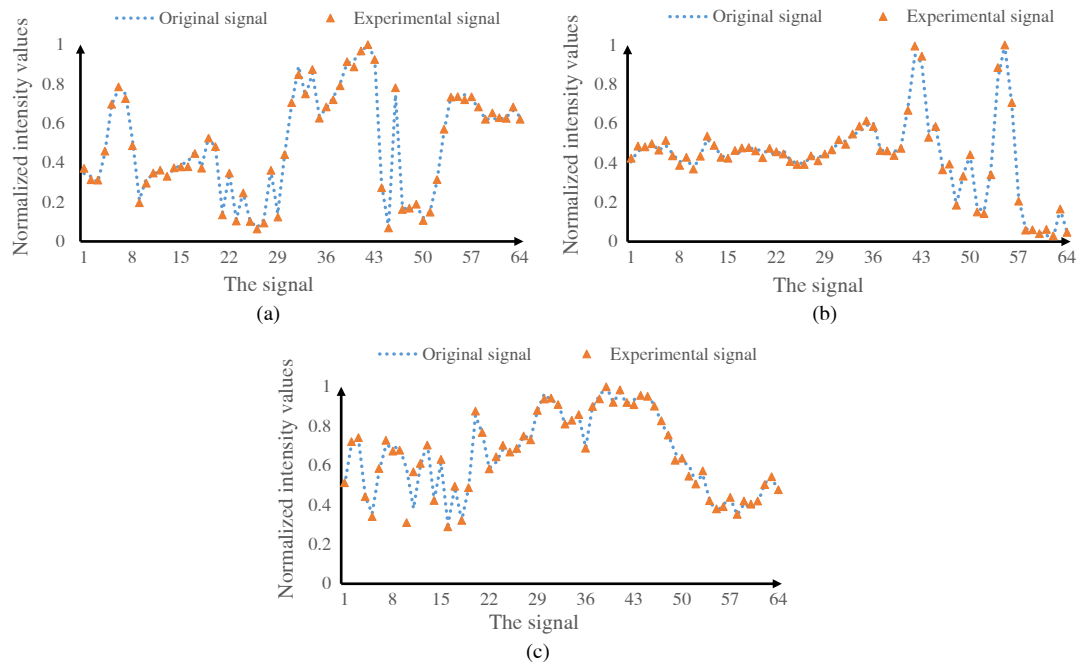 Original signal Experimental signal
Normalized intensity values
1
0.8
0.6
0.4
0.2
0
1 8 15 22 29 36 43 50 57 64
The signal
(a)
Original signal Experimental signal
Normalized intensity values
1
0.8
0.6
0.4
0.2
0
1 8 15 22 29 36 43 50 57 64
The signal
(b)
Original signal Experimental signal
Normalized intensity values
1
0.8
0.6
0.4
0.2
0
1 8 15 22 29 36 43 50 57 64
The signal
(c)